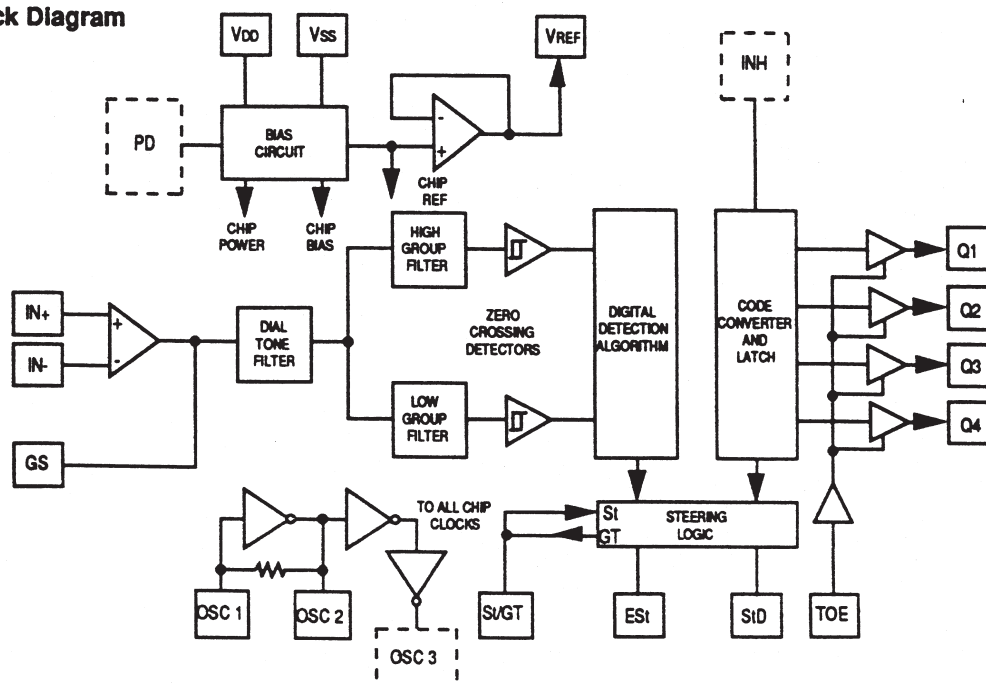 ck Diagram
VDD
VSS
VREF
INH
PD
BIAS
CIRCUIT
-
+
CHIP
REF
CHIP
POWER
CHIP
BIAS
HIGH
GROUP
FILTER
IN+
IN-
+
-
DIAL
TONE
FILTER
ZERO
CROSSING
DETECTORS
DIGITAL
DETECTION
ALGORITHM
CODE
CONVERTER
AND
LATCH
Q1
Q2
Q3
Q4
LOW
GROUP
FILTER
GS
TO ALL CHIP
CLOCKS
St
GT
STEERING
LOGIC
OSC 1
OSC 2
OSC 3
St/GT
ESt
StD
TOE